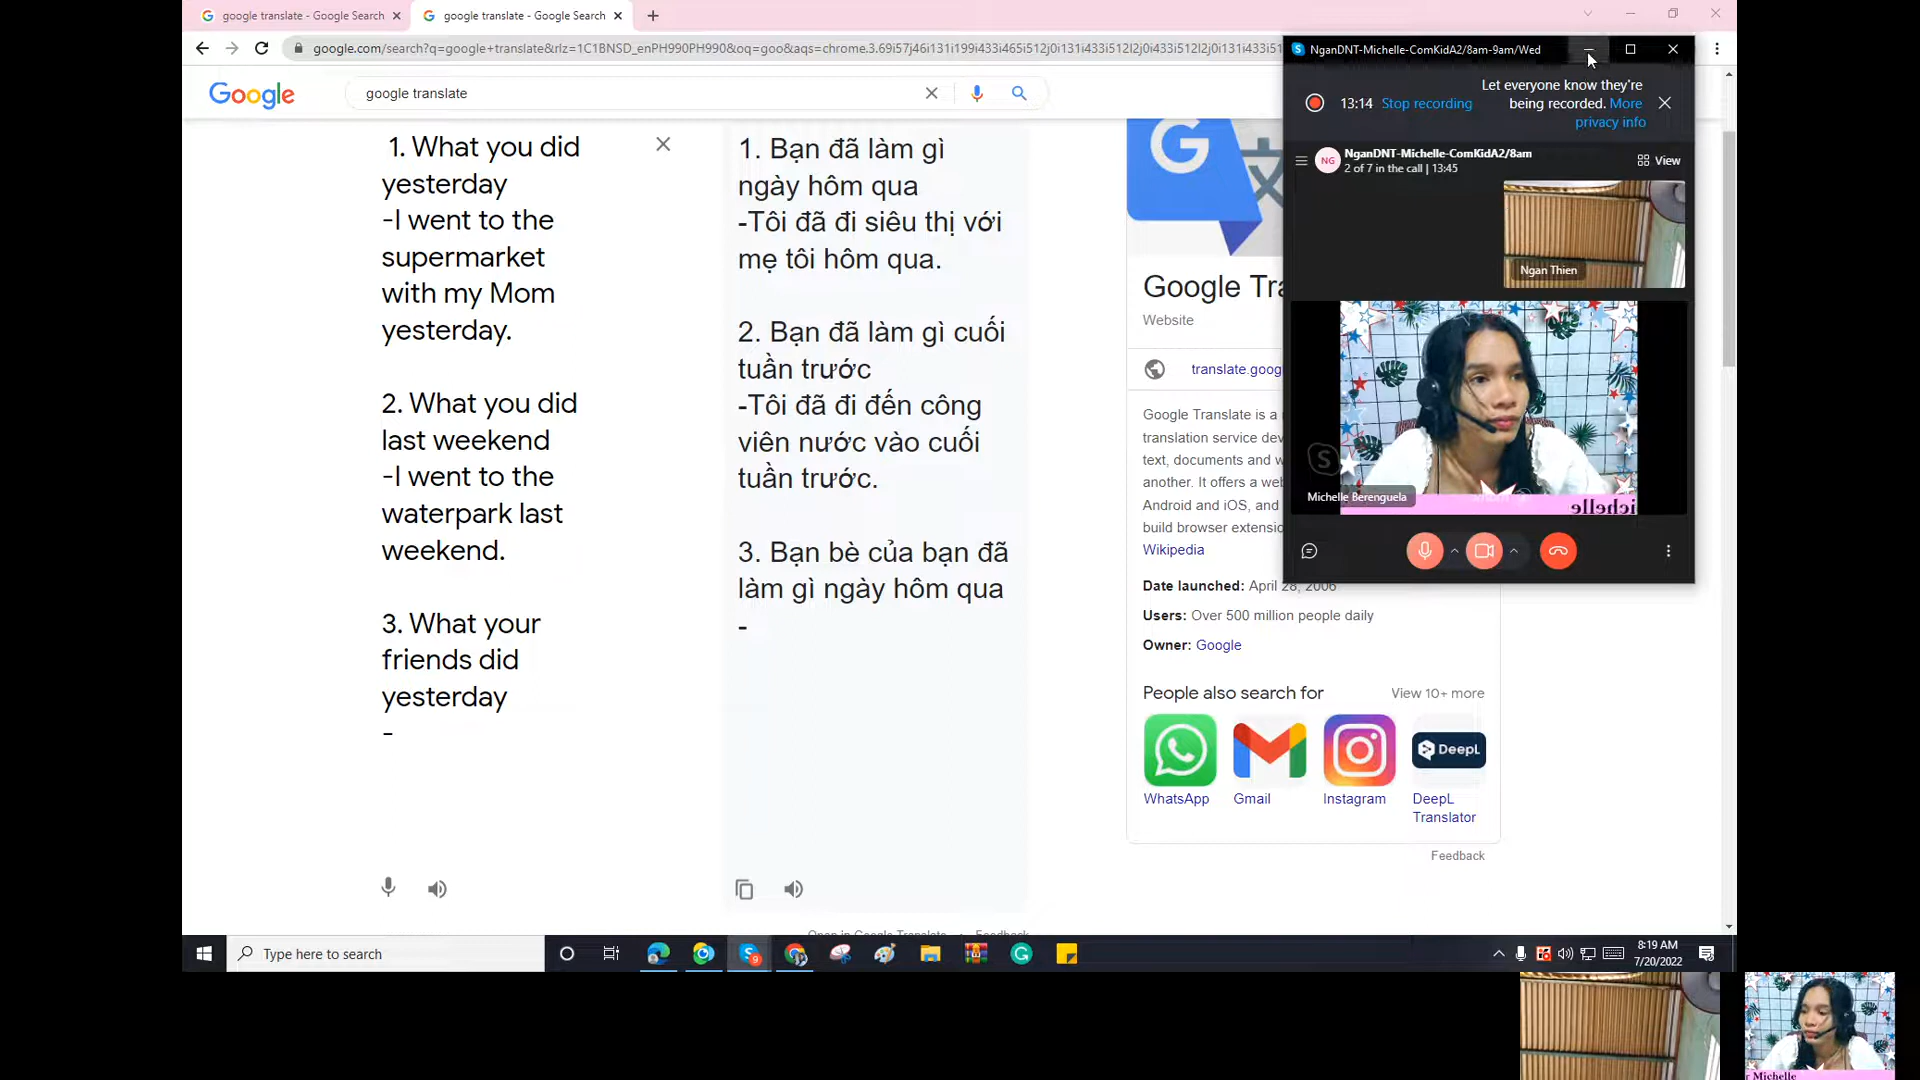 google translate - Google Search
google translate - Google Search
google.com/search?q=google+translate&rlz=1C1BNSD_enPH990PH990&oq=goo&aqs=chrome.3.69i57j46i131i199i433i465i512j0i131i433i512l2j0i131i433i512j
Google
google translate
1. What you did
yesterday
-I went to the
supermarket
with my Mom
yesterday.
2. What you did
last weekend
-I went to the
waterpark last
weekend.
3. What your
friends did
yesterday
-
1. Bạn đã làm gì
ngày hôm qua
-Tôi đã đi siêu thị với
mẹ tôi hôm qua.
2. Bạn đã làm gì cuối
tuần trước
-Tôi đã đi đến công
viên nước vào cuối
tuần trước.
3. Bạn bè của bạn đã
làm gì ngày hôm qua
-
Google
Website
translate.goog
Google Translate is a
translation service
text, documents and
another. It offers a
Android and iOS, and
build browser
Wikipedia
Date launched: April 28, 2006
Users: Over 500 million people daily
Owner: Google
People also search for
View 10+ more
DeepL
WhatsApp
Gmail
Instagram
DeepL
Translator
Feedback
NganDNT-Michelle-ComKidA2/8am-9am/Wed
13:14 Stop recording
Let everyone know they're
being recorded. More
privacy info
NG
NganDNT-Michelle-ComKidA2/8am
2 of 7 in the call | 13:45
View
Ngan Thien
Michelle Berenguela
Open in Google Translate
Feedback
Type here to search
8:19 AM
7/20/2022
Michelle